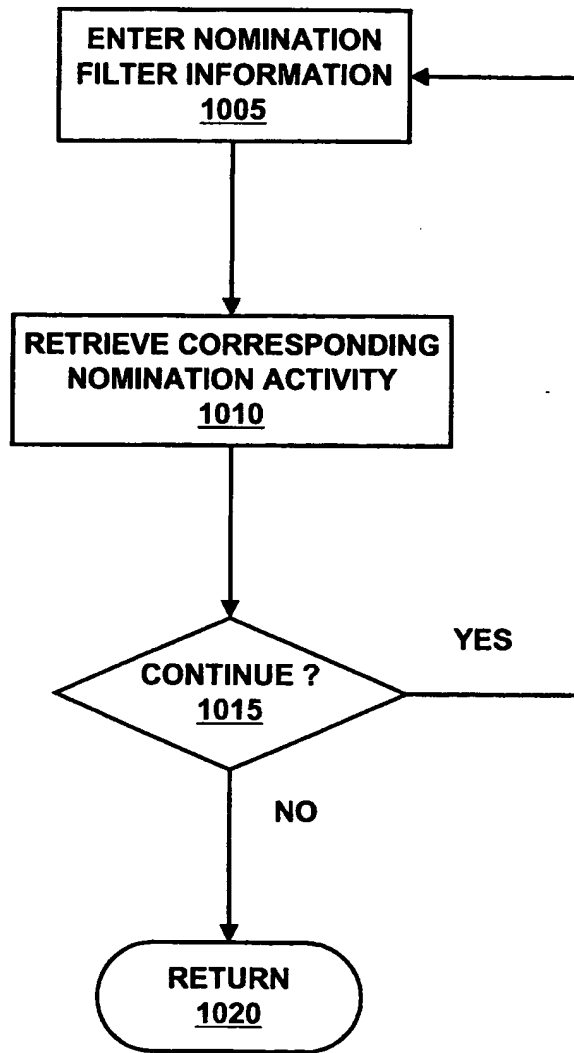 ENTER NOMINATION
FILTER INFORMATION
1005
RETRIEVE CORRESPONDING
NOMINATION ACTIVITY
1010
YES
CONTINUE ?
1015
NO
RETURN
1020